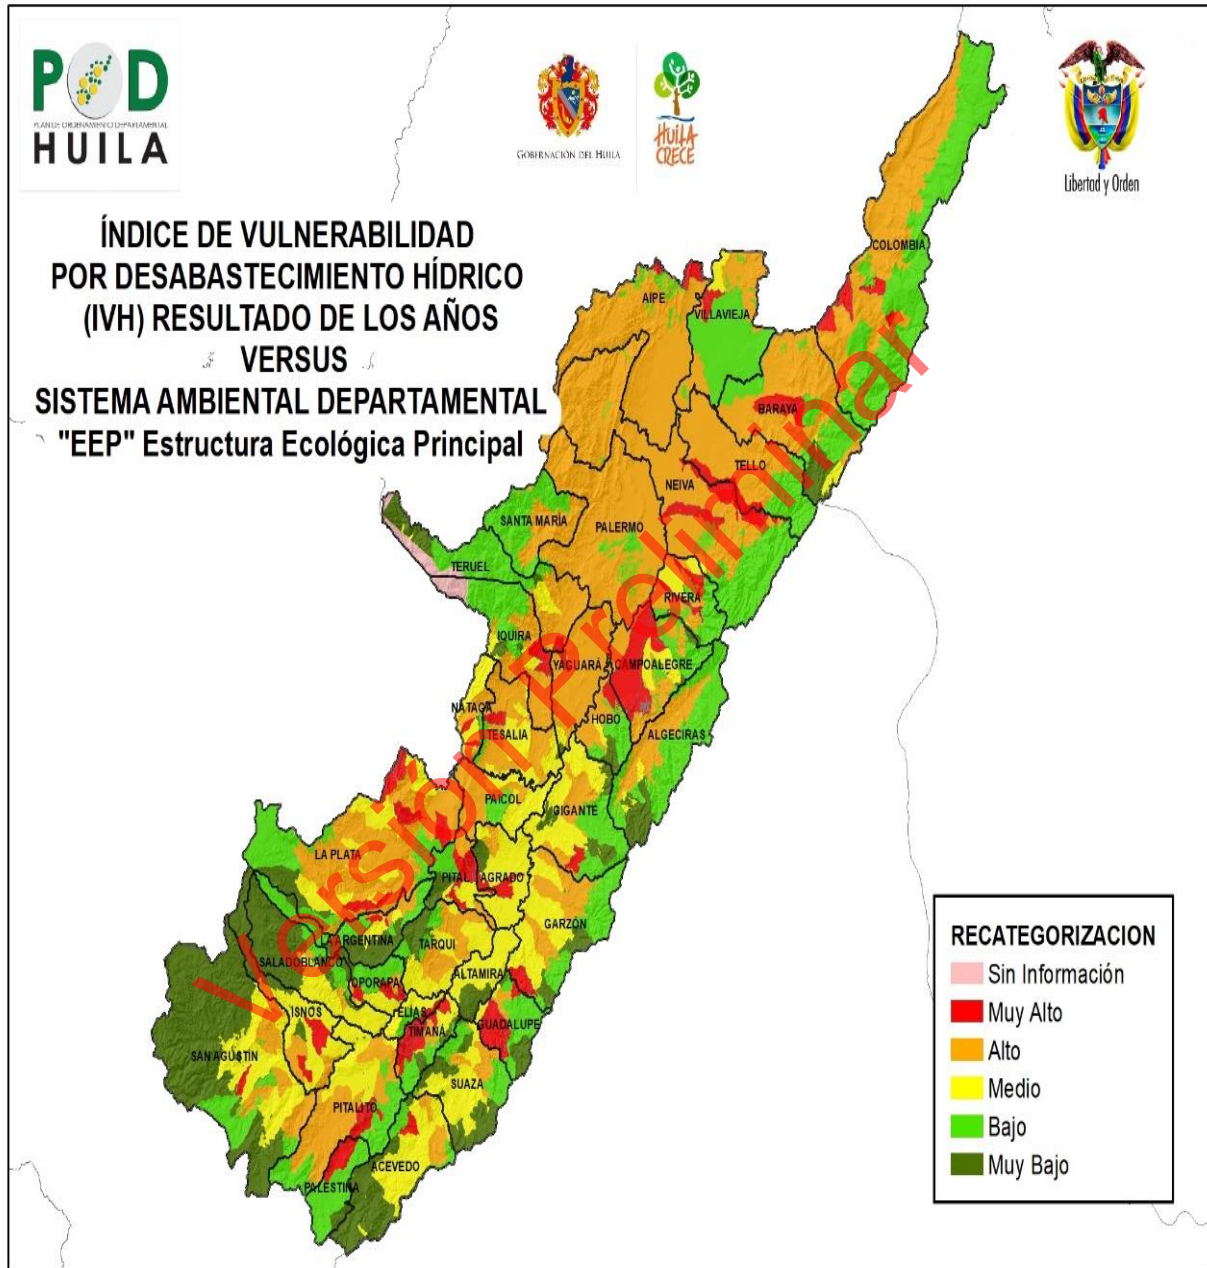 POD
PLAN DE ORDENAMIENTO DEPARTAMENTAL
HUILA
GOBERNACIÓN DEL HUILA
HUILA
CRECE
Libertad y Orden
ÍNDICE DE VULNERABILIDAD
POR DESABASTECIMIENTO HÍDRICO
(IVH) RESULTADO DE LOS AÑOS
VERSUS
SISTEMA AMBIENTAL DEPARTAMENTAL
"EEP" Estructura Ecológica Principal
COLOMBIA
AIPE
VILLAVIEJA
BARAYA
TELLO
NEIVA
SANTA MARÍA
PALERMO
TERUEL
RIVERA
IQUIRA
YAGUARÁ
CAMPOALEGRE
NÁTAGA
HOBO
TESALIA
ALGECIRAS
PAICOL
GIGANTE
LA PLATA
PITAL
AGRADO
GARZÓN
LA ARGENTINA
TARQUI
SALADOBLANCO
OPORAPA
ALTAMIRA
ISNOS
ELÍAS
TIMANÁ
GUADALUPE
SAN AGUSTÍN
SUAZA
PITALITO
ACEVEDO
PALESTINA
Versión Preliminar
RECATEGORIZACION
Sin Información
Muy Alto
Alto
Medio
Bajo
Muy Bajo